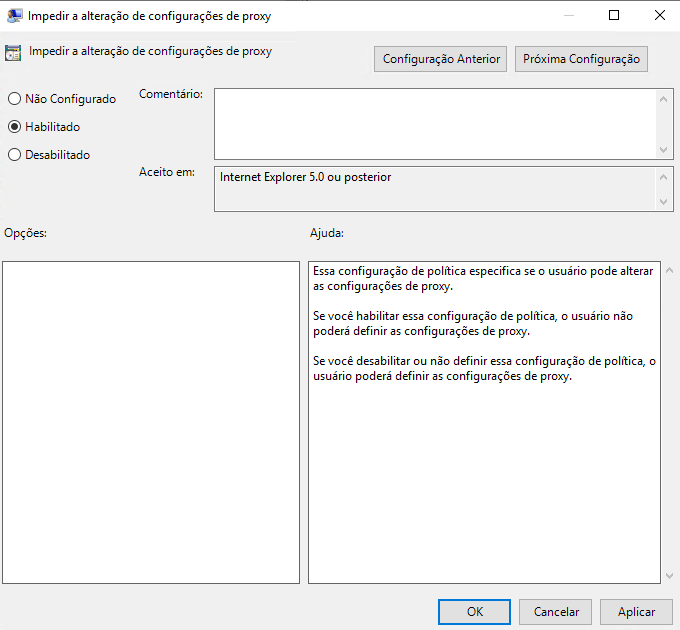 Impedir a alteração de configurações de proxy
Impedir a alteração de configurações de proxy
Configuração Anterior
Próxima Configuração
Não Configurado
Habilitado
Desabilitado
Comentário:
Aceito em:
Internet Explorer 5.0 ou posterior
Opções:
Ajuda:
Essa configuração de política especifica se o usuário pode alterar
as configurações de proxy.
Se você habilitar essa configuração de política, o usuário não
poderá definir as configurações de proxy.
Se você desabilitar ou não definir essa configuração de política, o
usuário poderá definir as configurações de proxy.
OK
Cancelar
Aplicar